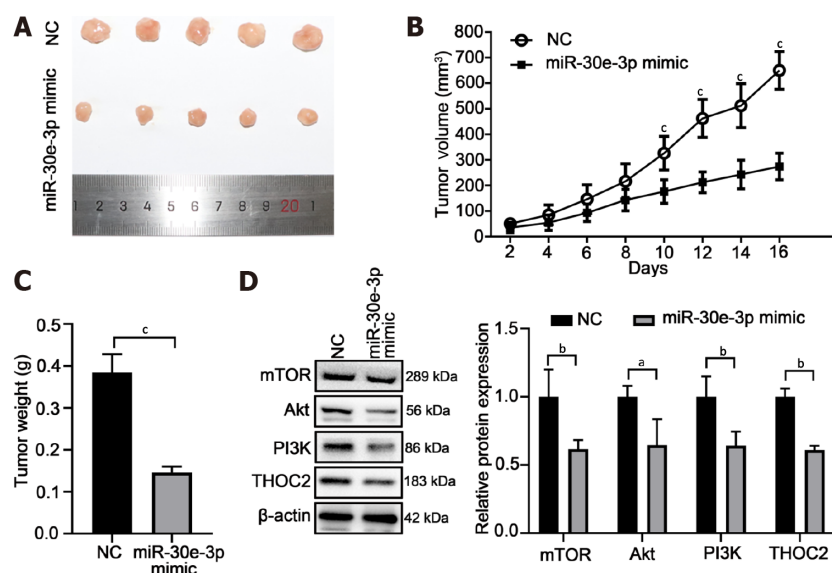 A
NC
miR-30e-3p mimic
1 2 3 4 5 6 7 8 9 20 1
B
NC
miR-30e-3p mimic
Tumor volume (mm³)
800
700
600
500
400
300
200
100
0
c c c c
2 4 6 8 10 12 14 16
Days
C
Tumor weight (g)
0.5
0.4
0.3
0.2
0.1
0.0
c
NC miR-30e-3p
mimic
D
NC
miR-30e-3p
mimic
mTOR 289 kDa
Akt 56 kDa
PI3K 86 kDa
THOC2 183 kDa
β-actin 42 kDa
NC miR-30e-3p mimic
Relative protein expression
1.5
1.0
0.5
0.0
b a b b
mTOR Akt PI3K THOC2